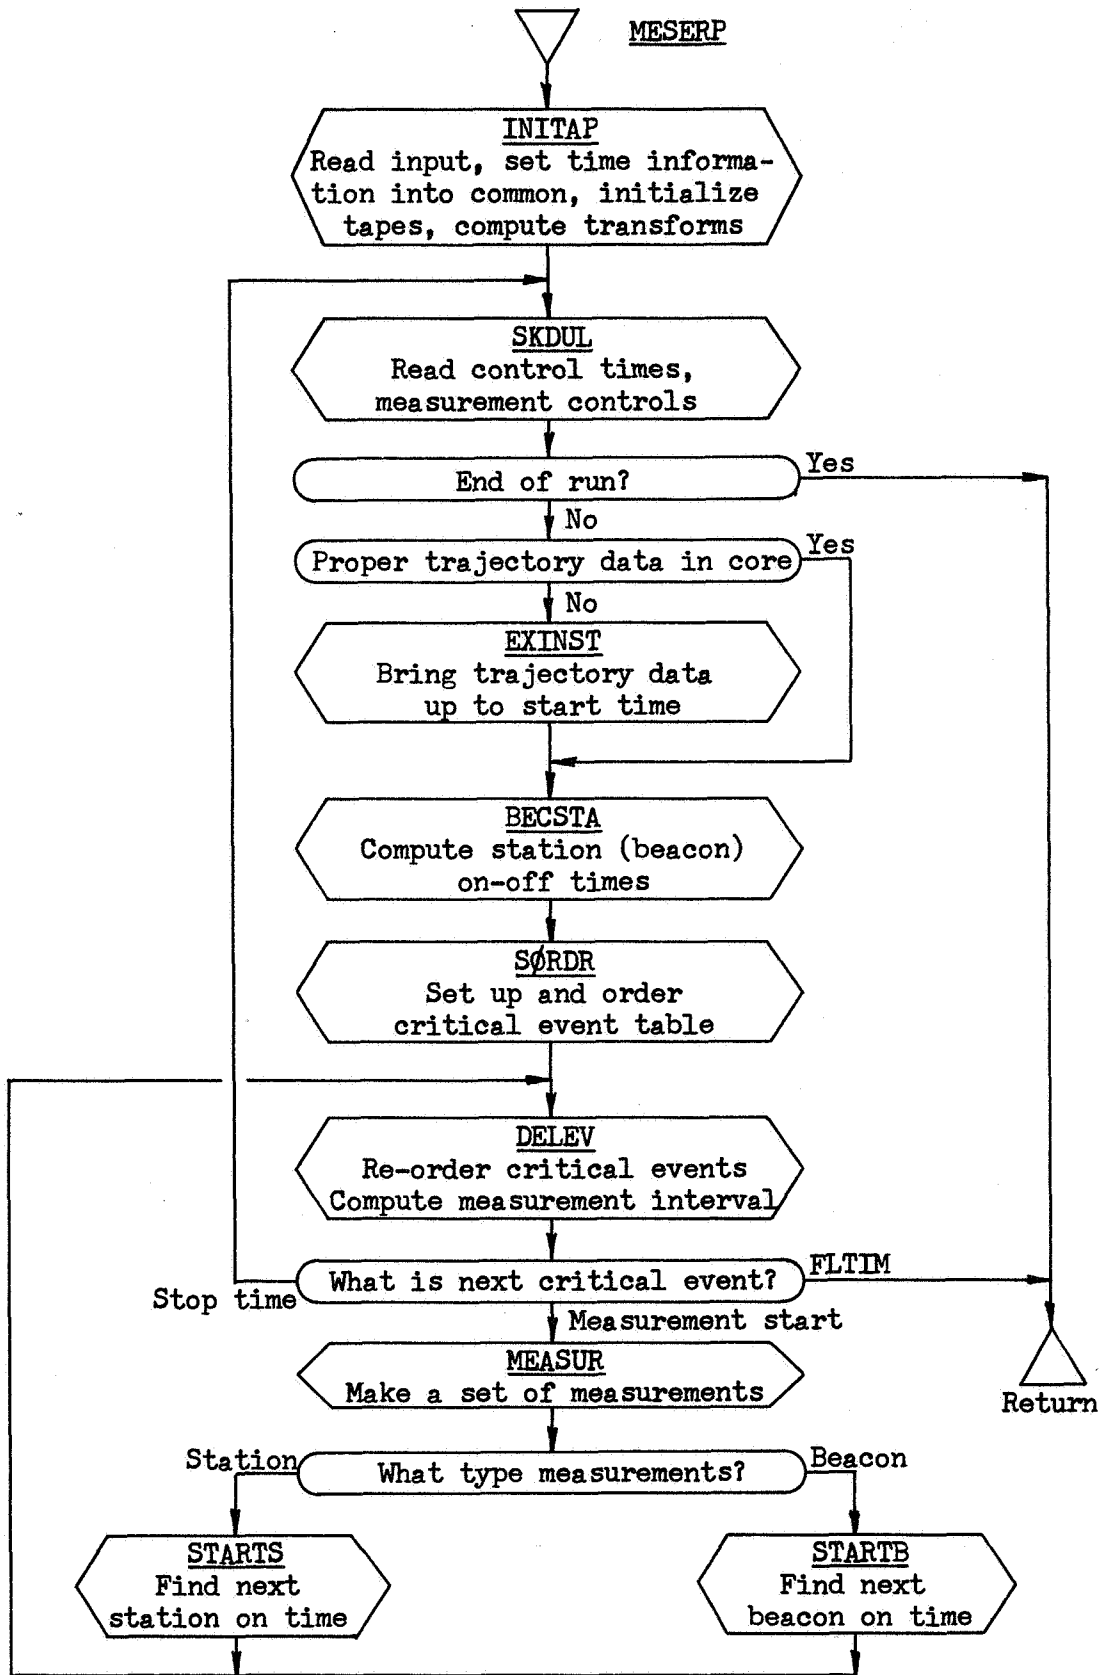 MESERP
INITAP
Read input, set time informa-
tion into common, initialize
tapes, compute transforms
SKDUL
Read control times,
measurement controls
End of run?
Yes
No
Proper trajectory data in core
Yes
No
EXINST
Bring trajectory data
up to start time
BECSTA
Compute station (beacon)
on-off times
SØRDR
Set up and order
critical event table
DELEV
Re-order critical events
Compute measurement interval
What is next critical event?
FLTIM
Stop time
Measurement start
MEASUR
Make a set of measurements
Return
Station
What type measurements?
Beacon
STARTS
Find next
station on time
STARTB
Find next
beacon on time